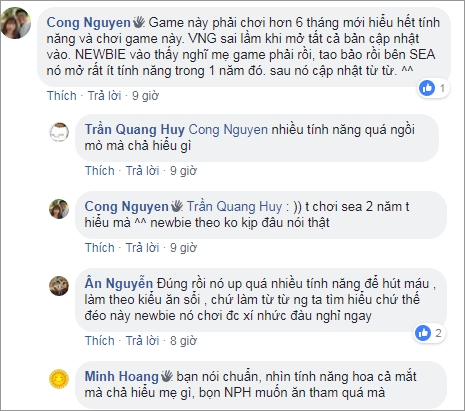 Cong Nguyen Game này phải chơi hơn 6 tháng mới hiểu hết tính
năng và chơi game này. VNG sai lầm khi mở tất cả bản cập nhật
vào. NEWBIE vào thấy nghĩ mẹ game phải rồi, tao bảo rồi bên SEA
nó mở rất ít tính năng trong 1 năm đó. sau nó cập nhật từ từ. ^^
1
Thích · Trả lời · 9 giờ
Trần Quang Huy Cong Nguyen nhiều tính năng quá ngồi
mò mà chả hiểu gì
Thích · Trả lời · 9 giờ
Cong Nguyen Trần Quang Huy : )) t chơi sea 2 năm t
hiểu mà ^^ newbie theo ko kịp đâu nói thật
Thích · Trả lời · 9 giờ
Ân Nguyễn Đúng rồi nó up quá nhiều tính năng để hút máu ,
làm theo kiểu ăn sổi , chứ làm từ từ ng ta tìm hiểu chứ thế
đéo này newbie nó chơi đc xí nhức đàu nghỉ ngay
2
Thích · Trả lời · 8 giờ
Minh Hoang bạn nói chuẩn, nhìn tính năng hoa cả mắt
mà chả hiểu mẹ gì, bọn NPH muốn ăn tham quá mà